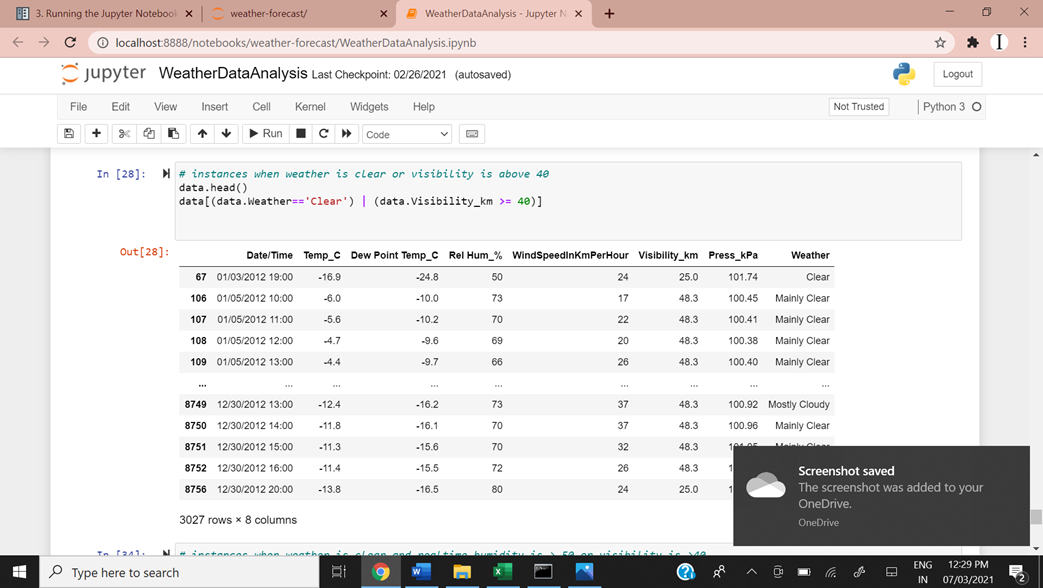 3. Running the Jupyter Notebook
weather-forecast/
WeatherDataAnalysis - Jupyter N
localhost:8888/notebooks/weather-forecast/WeatherDataAnalysis.ipynb
jupyter WeatherDataAnalysis Last Checkpoint: 02/26/2021 (autosaved) Logout
File Edit View Insert Cell Kernel Widgets Help Not Trusted Python 3
Run Code
In [28]: # instances when weather is clear or visibility is above 40
data.head()
data[(data.Weather=='Clear') | (data.Visibility_km >= 40)]
Out[28]:
Date/Time Temp_C Dew Point Temp_C Rel Hum_% WindSpeedInKmPerHour Visibility_km Press_kPa Weather
67 01/03/2012 19:00 -16.9 -24.8 50 24 25.0 101.74 Clear
106 01/05/2012 10:00 -6.0 -10.0 73 17 48.3 100.45 Mainly Clear
107 01/05/2012 11:00 -5.6 -10.2 70 22 48.3 100.41 Mainly Clear
108 01/05/2012 12:00 -4.7 -9.6 69 20 48.3 100.38 Mainly Clear
109 01/05/2012 13:00 -4.4 -9.7 66 26 48.3 100.40 Mainly Clear
... ... ... ... ... ... ... ... ...
8749 12/30/2012 13:00 -12.4 -16.2 73 37 48.3 100.92 Mostly Cloudy
8750 12/30/2012 14:00 -11.8 -16.1 70 37 48.3 100.96 Mainly Clear
8751 12/30/2012 15:00 -11.3 -15.6 70 32 48.3 Mainly Clear
8752 12/30/2012 16:00 -11.4 -15.5 72 26 48.3
8756 12/30/2012 20:00 -13.8 -16.5 80 24 25.0
3027 rows × 8 columns
Screenshot saved
The screenshot was added to your
OneDrive.
OneDrive
In [34]: # instances when weather is clear and realtime humidity is > 50 or visibility is >40
Type here to search
ENG
IN
12:29 PM
07/03/2021
2